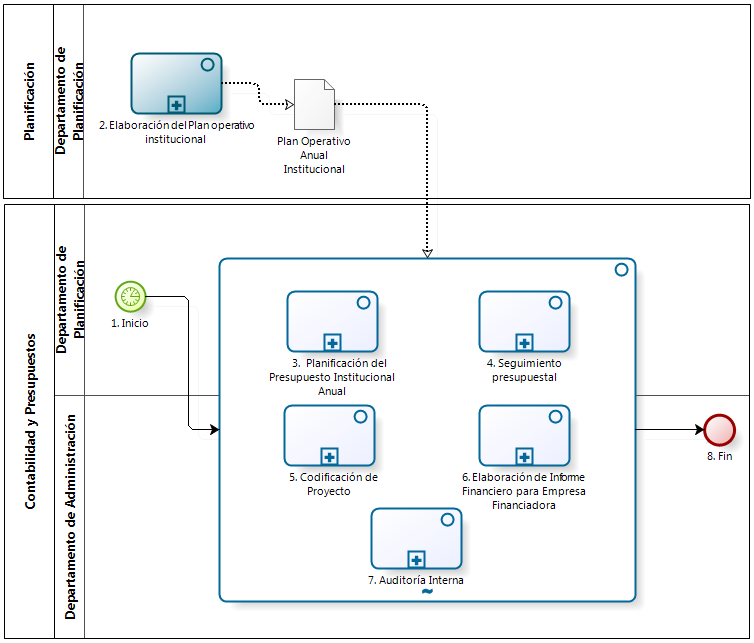 Planificación
Departamento de
Planificación
2. Elaboración del Plan operativo
institucional
Plan Operativo
Anual
Institucional
Contabilidad y Presupuestos
Departamento de
Planificación
1. Inicio
3. Planificación del
Presupuesto Institucional
Anual
4. Seguimiento
presupuestal
Departamento de Administración
5. Codificación de
Proyecto
6. Elaboración de Informe
Financiero para Empresa
Financiadora
7. Auditoría Interna
8. Fin